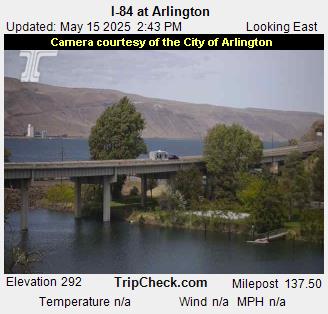 I-84 at Arlington
Updated: May 15 2025 2:43 PM Looking East
Camera courtesy of the City of Arlington
Elevation 292 TripCheck.com Milepost 137.50
Temperature n/a Wind n/a MPH n/a